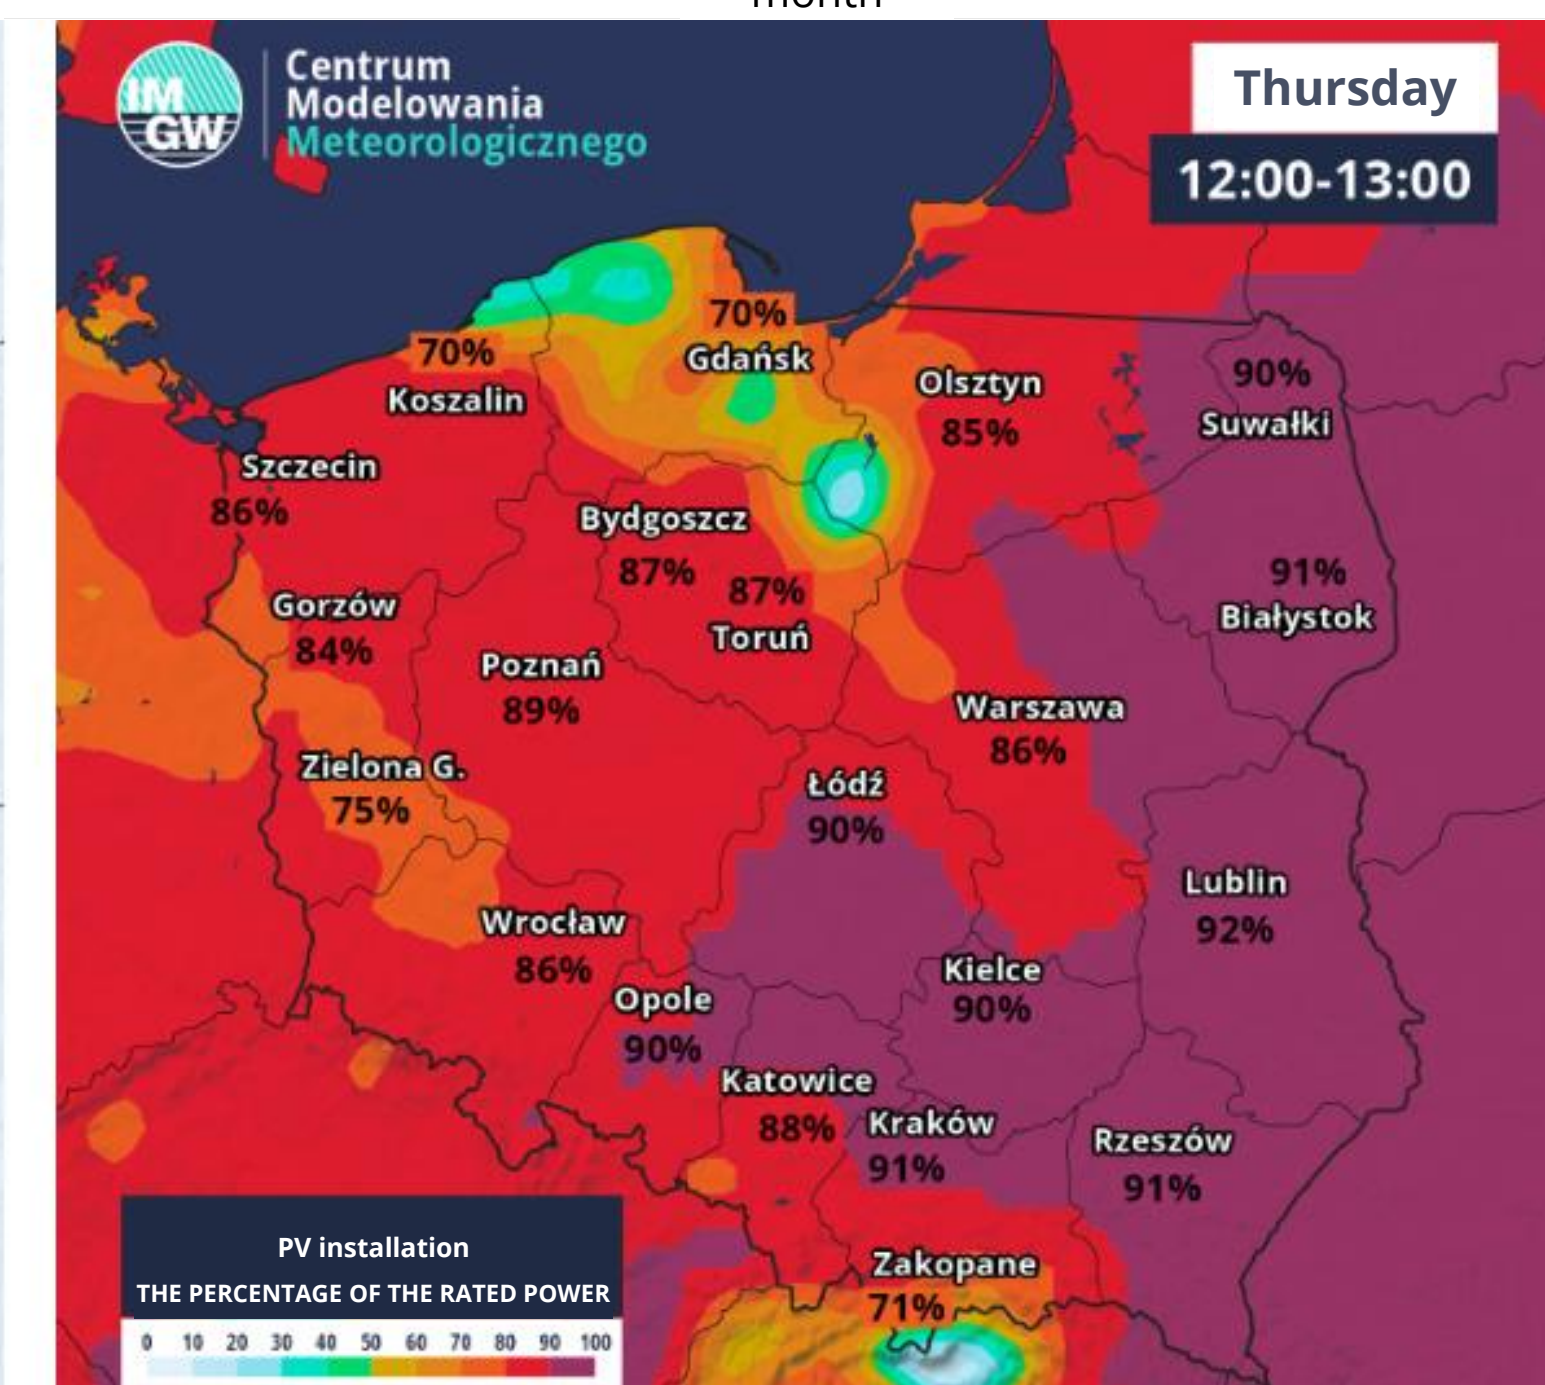 IM
GW
Centrum
Modelowania
Meteorologicznego
Thursday
12:00-13:00
70%
Gdańsk
70%
Koszalin
Olsztyn
85%
90%
Suwałki
Szczecin
86%
Bydgoszcz
87%
87%
Toruń
91%
Białystok
Gorzów
84%
Poznań
89%
Warszawa
86%
Zielona G.
75%
Łódź
90%
Lublin
92%
Wrocław
86%
Kielce
90%
Opole
90%
Katowice
88%
Kraków
91%
Rzeszów
91%
Zakopane
71%
PV installation
THE PERCENTAGE OF THE RATED POWER
0 10 20 30 40 50 60 70 80 90 100